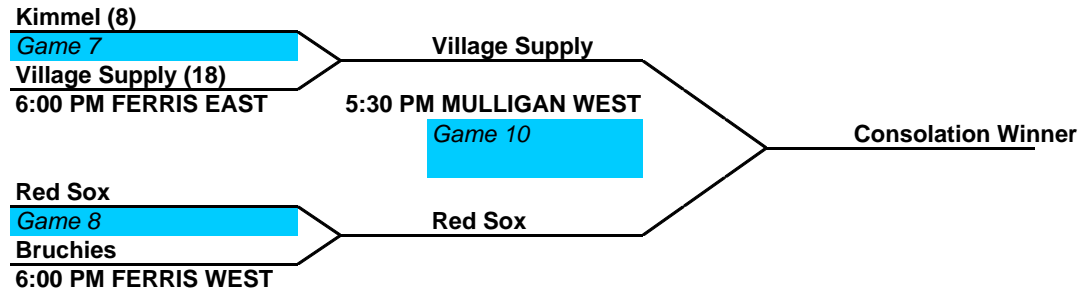 Kimmel (8)
Game 7
Village Supply (18)
6:00 PM FERRIS EAST
Village Supply
5:30 PM MULLIGAN WEST
Game 10
Consolation Winner
Red Sox
Game 8
Bruchies
6:00 PM FERRIS WEST
Red Sox